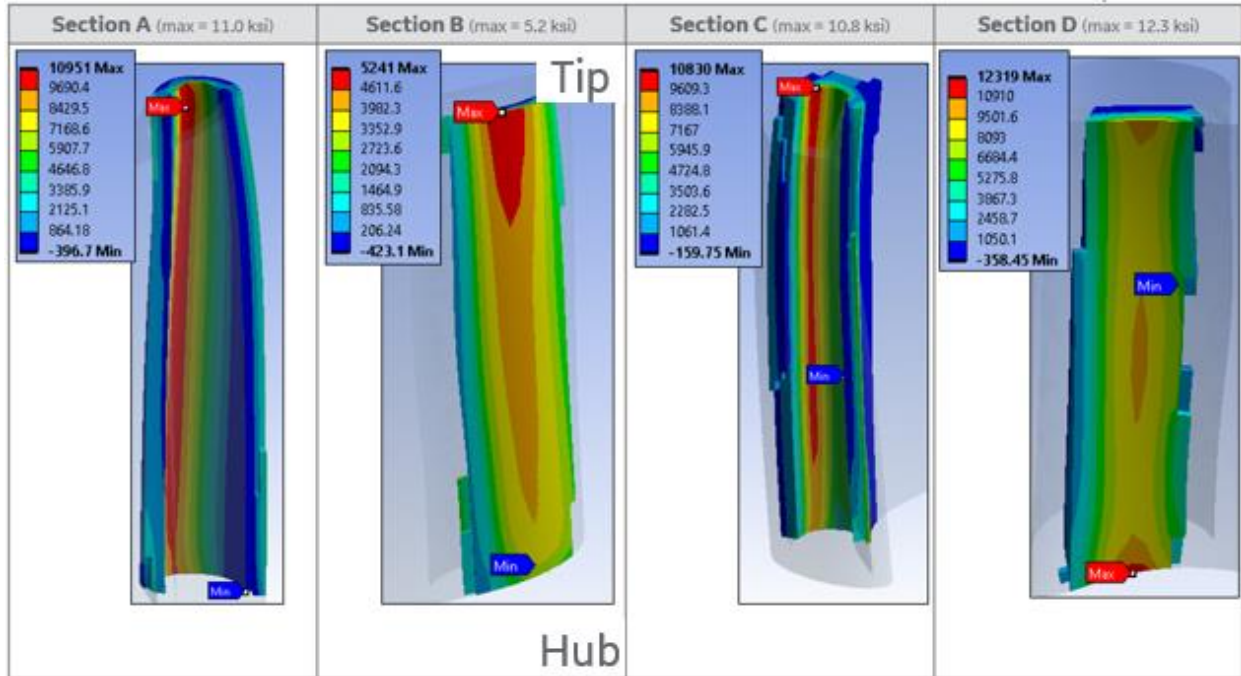 Section A (max = 11.0 ksi)
Section B (max = 5.2 ksi)
Section C (max = 10.8 ksi)
Section D (max = 12.3 ksi)
10951 Max
9690.4
8429.5
7168.6
5907.7
4646.8
3385.9
2125.1
864.18
-396.7 Min
Max
Min
5241 Max
4611.6
3982.3
3352.9
2723.6
2094.3
1464.9
835.58
206.24
-423.1 Min
Max
Min
Tip
Hub
10830 Max
9609.3
8388.1
7167
5945.9
4724.8
3503.6
2282.5
1061.4
-159.75 Min
Max
Min
12319 Max
10910
9501.6
8093
6684.4
5275.8
3867.3
2458.7
1050.1
-358.45 Min
Min
Max